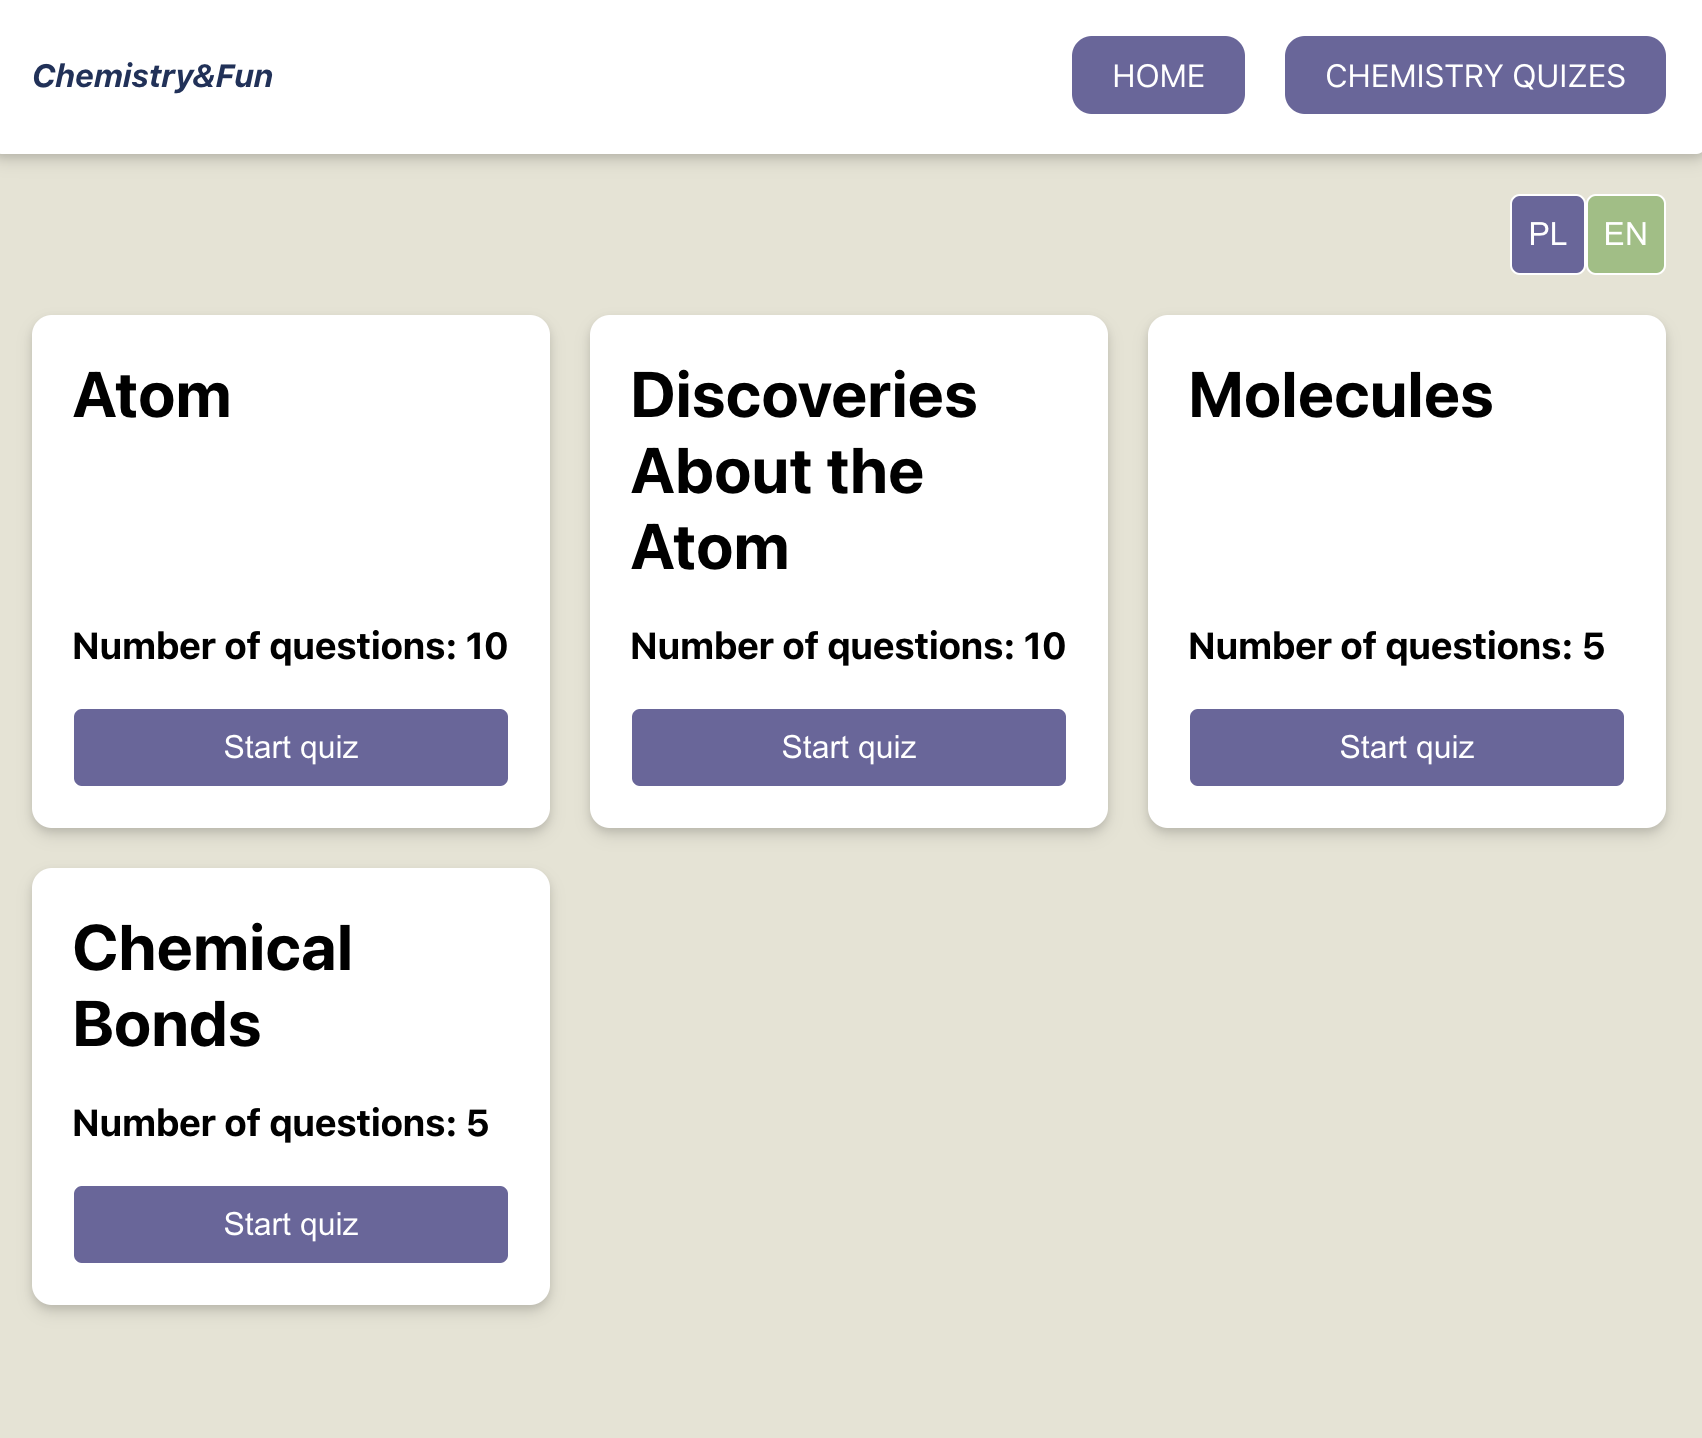 Chemistry&Fun
HOME
CHEMISTRY QUIZES
PL
EN
Atom
Number of questions: 10
Start quiz
Discoveries
About the
Atom
Number of questions: 10
Start quiz
Molecules
Number of questions: 5
Start quiz
Chemical
Bonds
Number of questions: 5
Start quiz